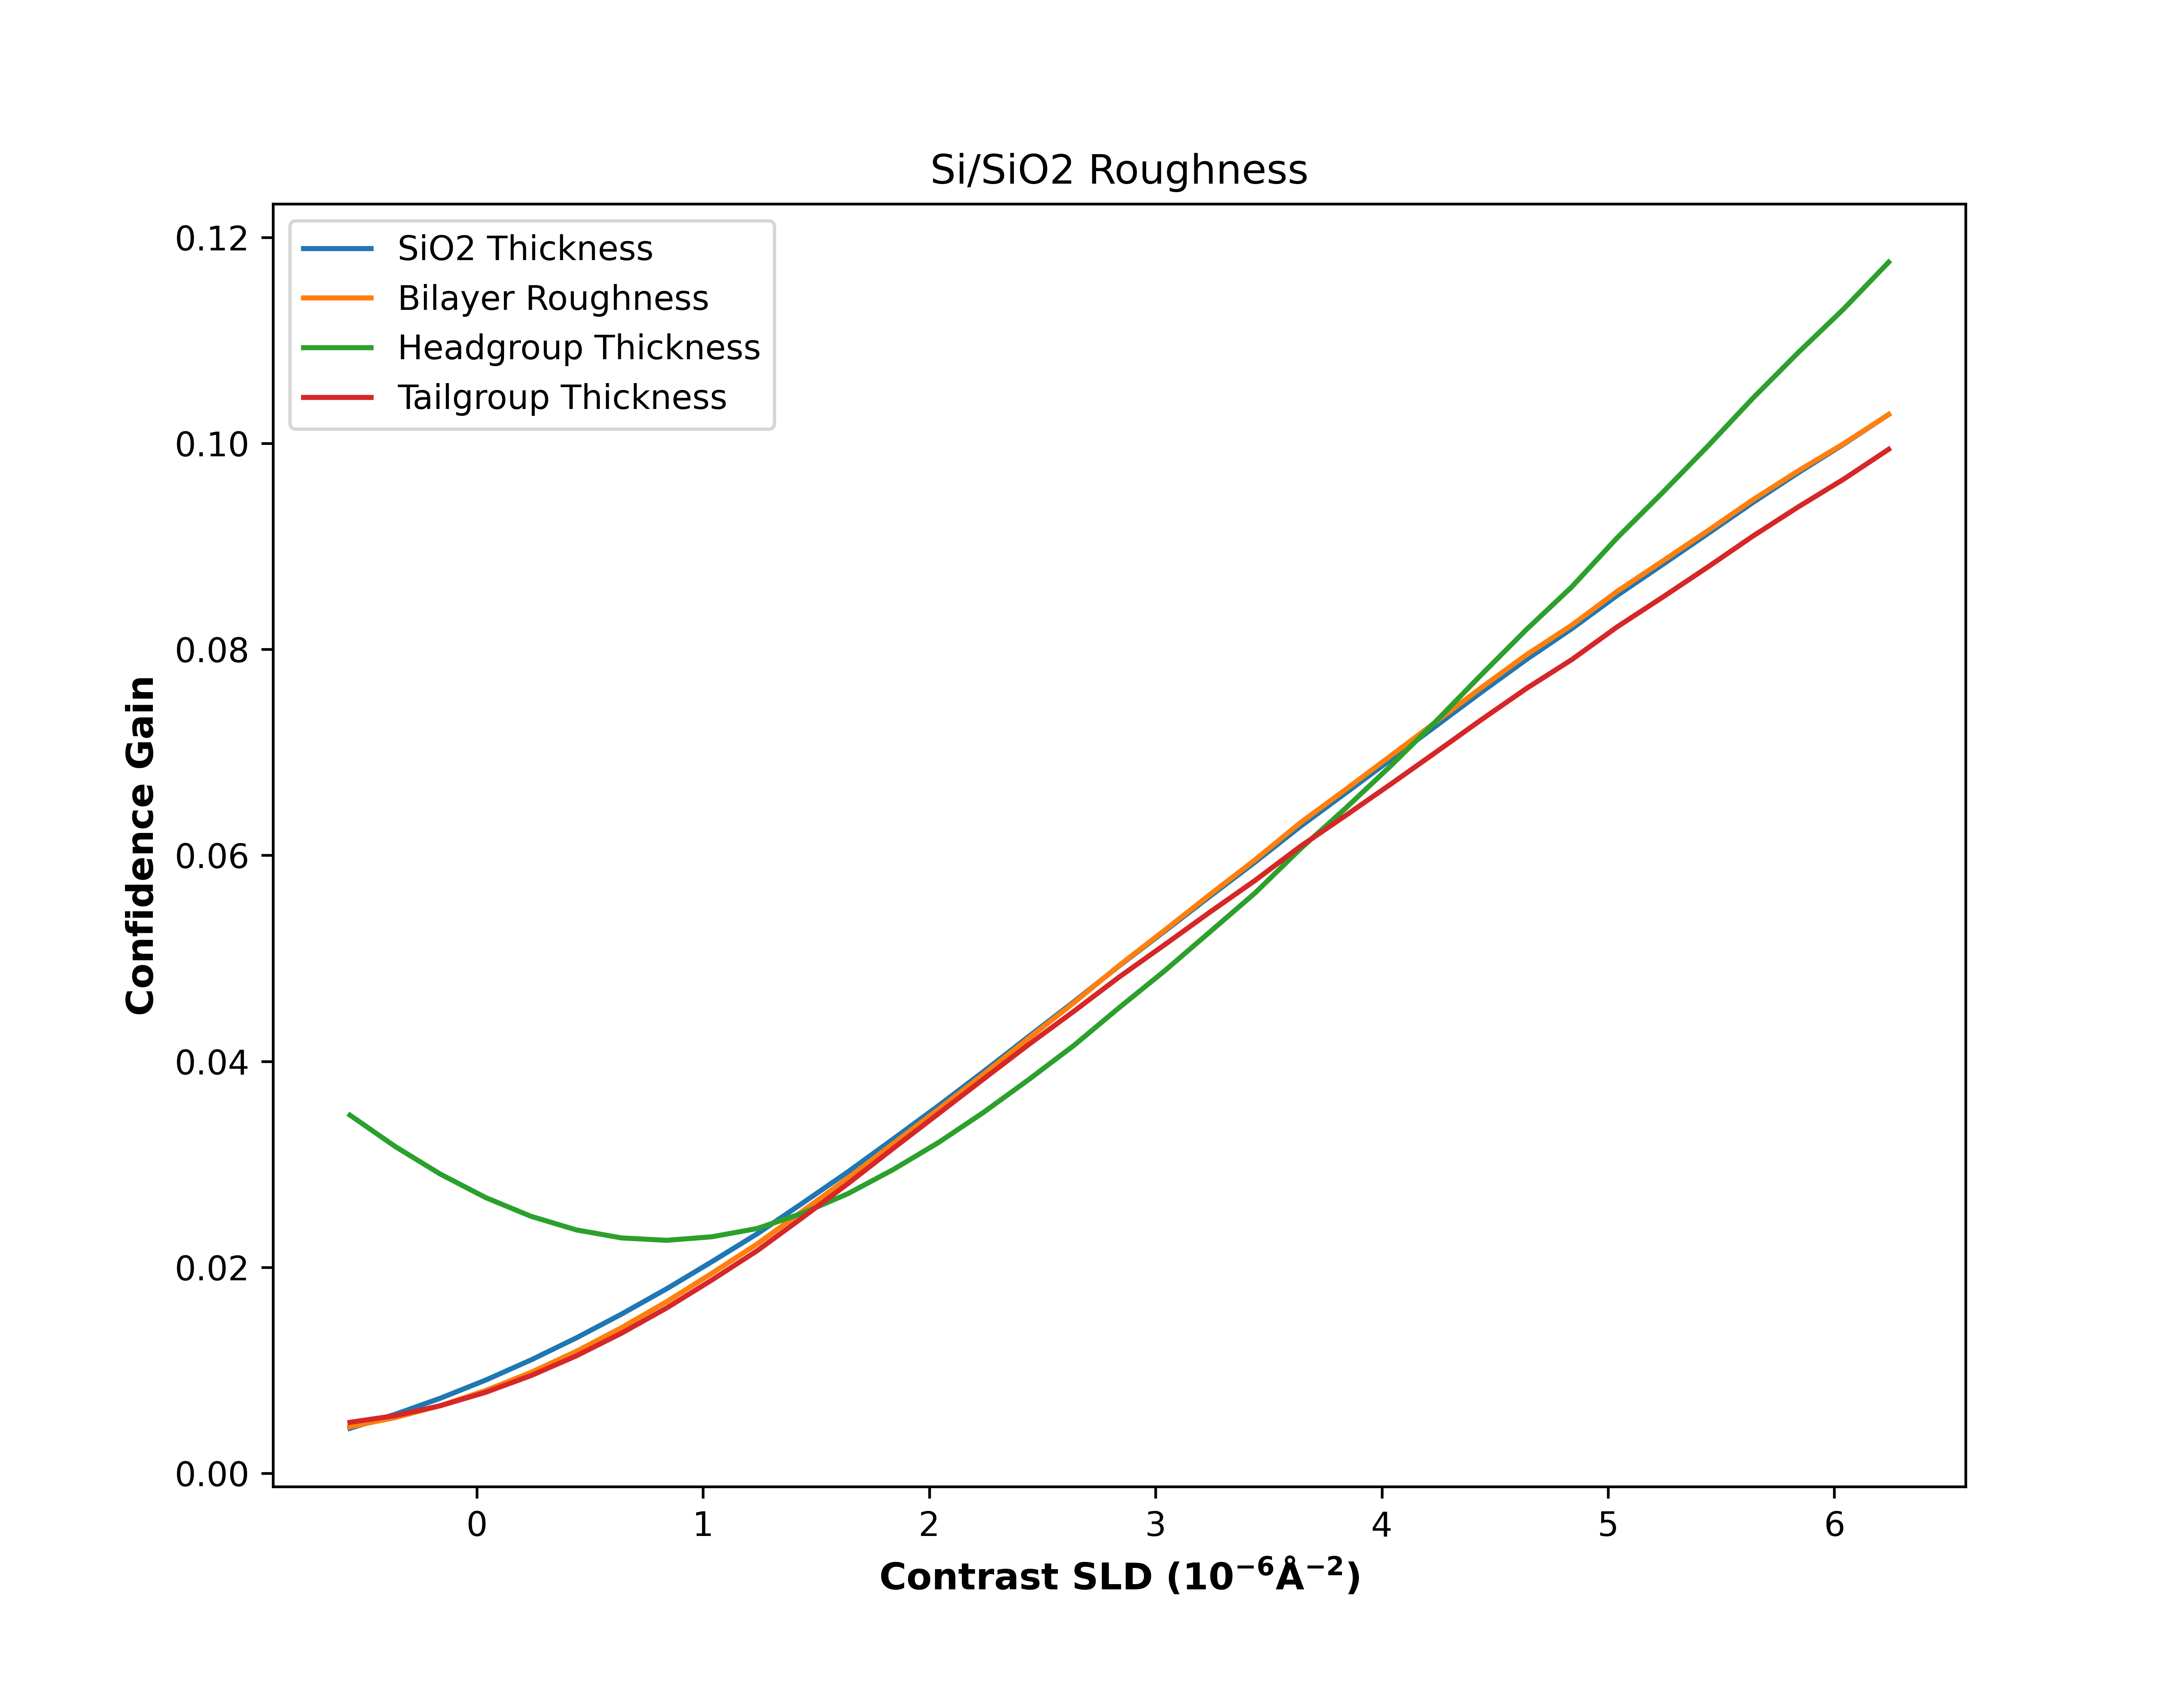 Si/SiO2 Roughness
SiO2 Thickness
Bilayer Roughness
Headgroup Thickness
Tailgroup Thickness
0.12
0.10
0.08
0.06
0.04
0.02
0.00
Confidence Gain
0 1 2 3 4 5 6
Contrast SLD (10⁻⁶Å⁻²)